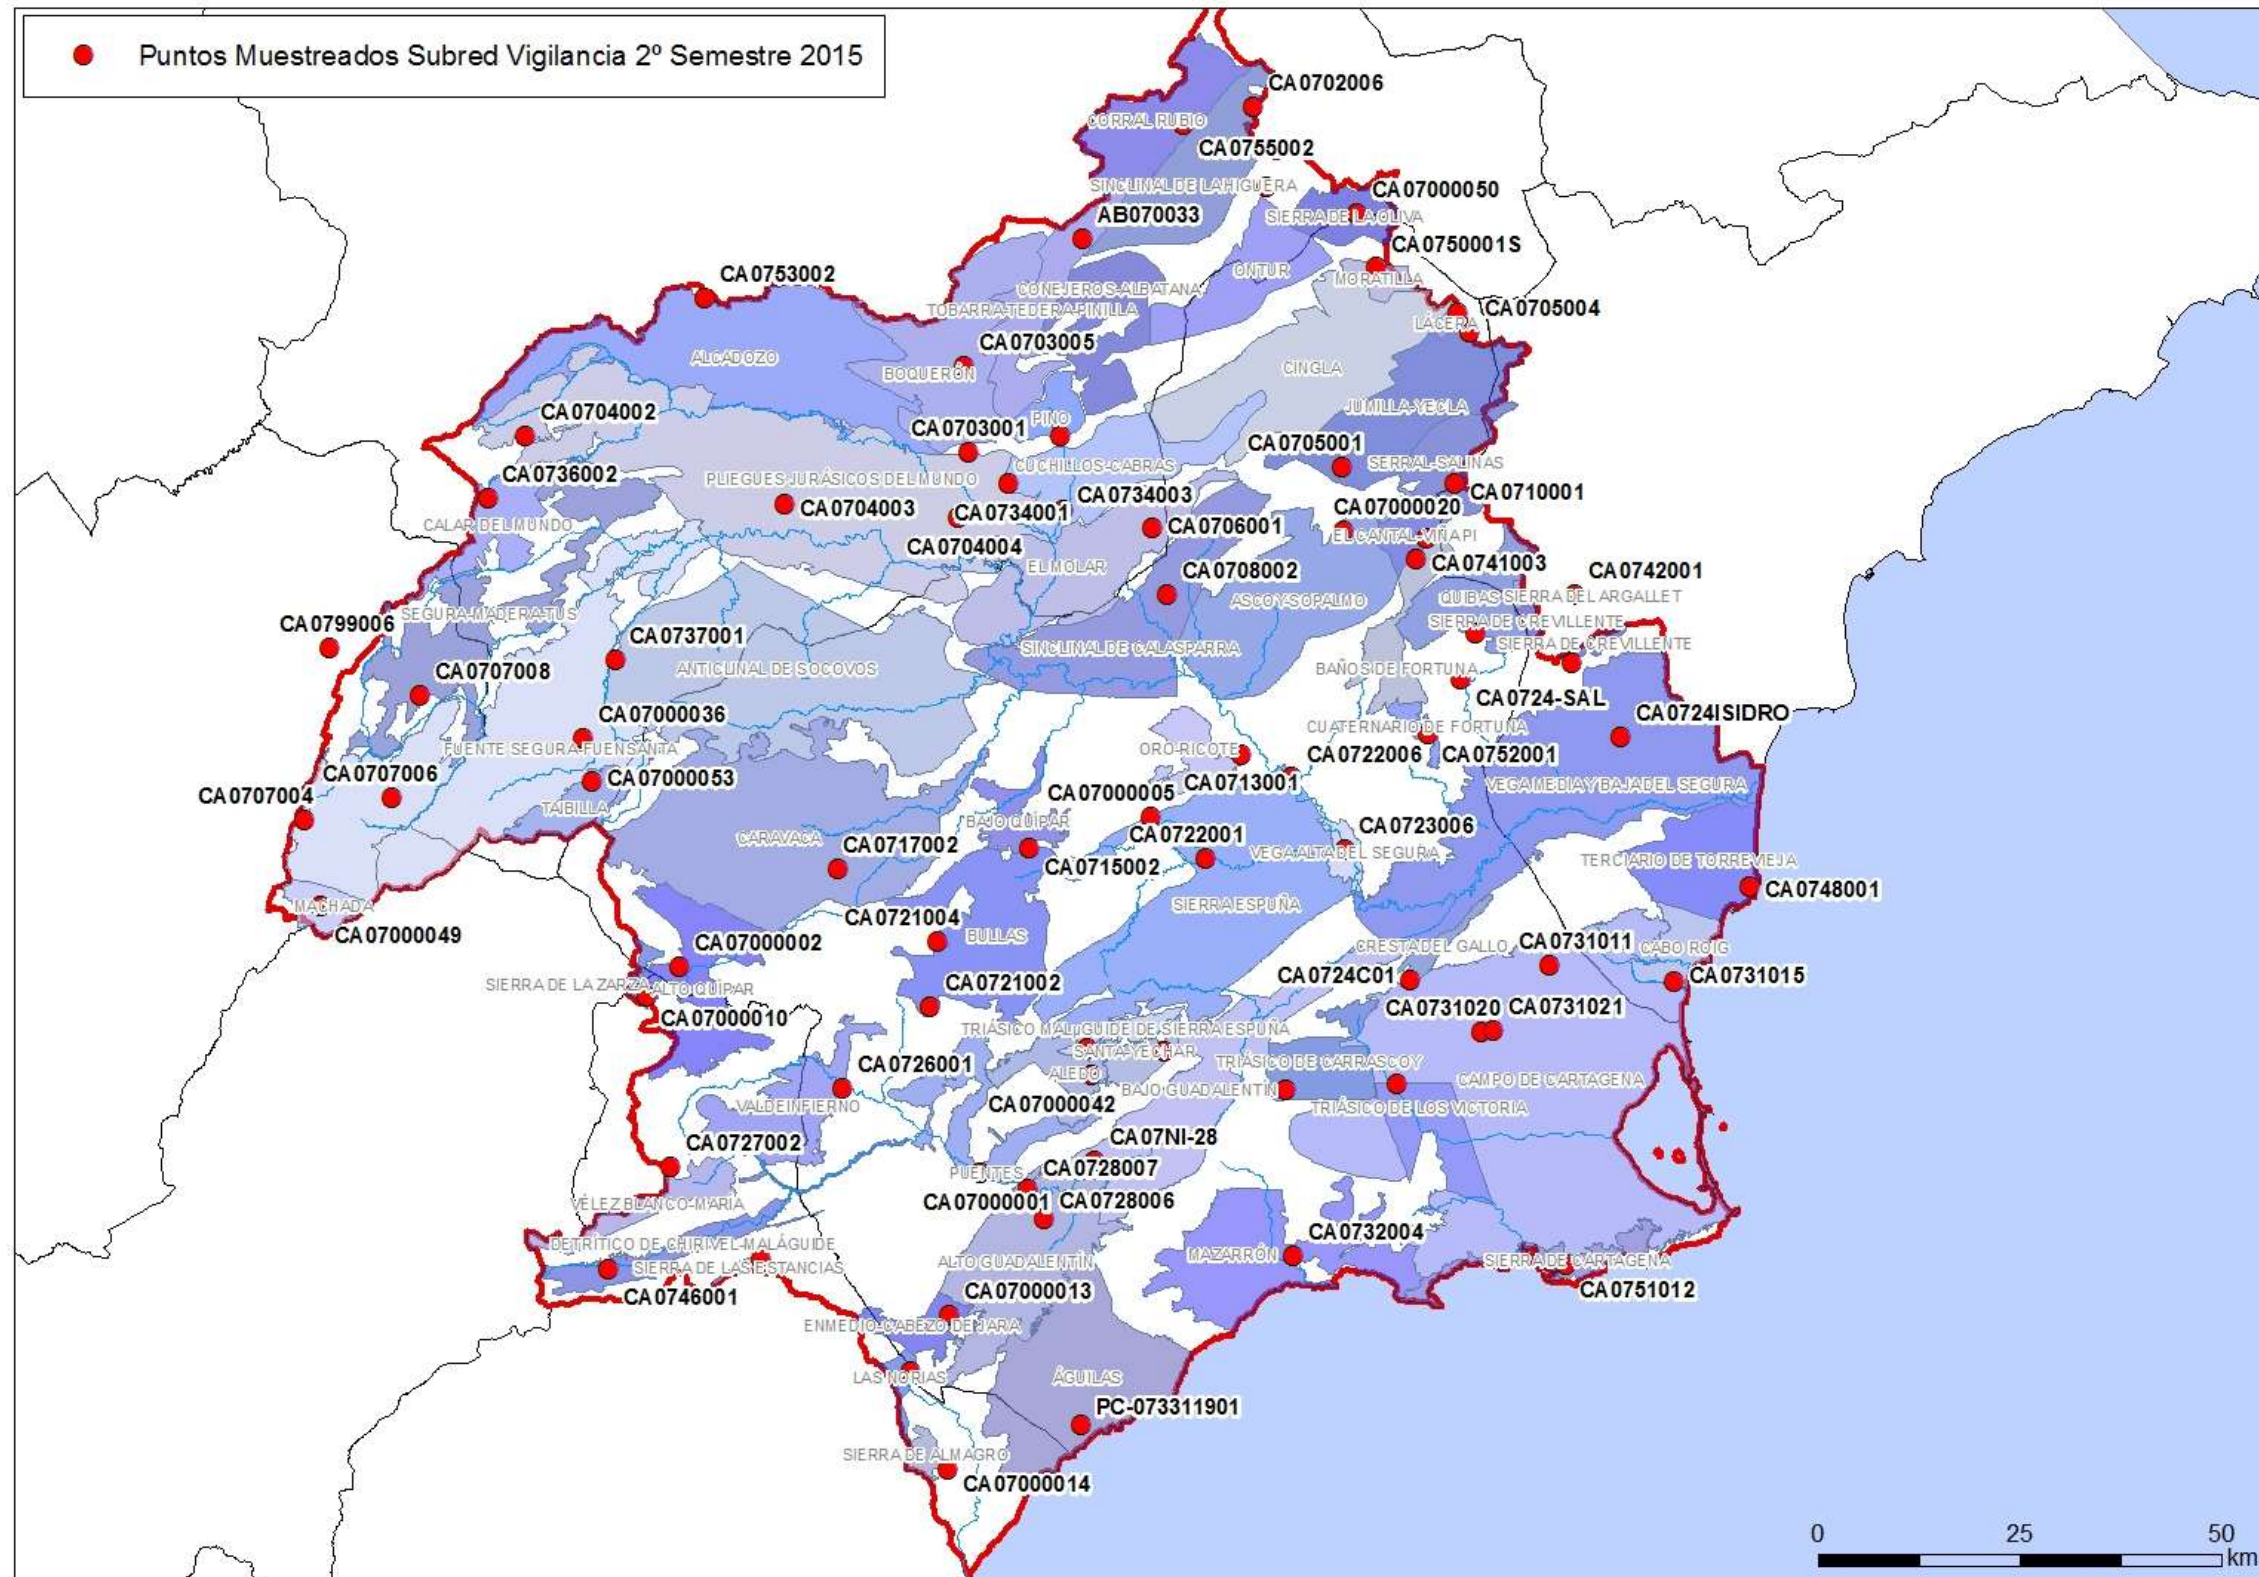 Puntos Muestreados Subred Vigilancia 2º Semestre 2015
CA0702006
CORRAL RUBIO
CA0755002
SINCLINAL DE LA HIGUERA
CA07000050
AB070033
SIERRA DE LA OLIVA
CA0750001S
CA0753002
ONTUR
MORATILLA
CONEJEROS-ALBATANA
TOBARRA-TEDERA-PINILLA
CA0705004
LÁCERA
CA0703005
ALCADOZO
BOQUERÓN
CINGLA
CA0704002
JUMILLA-YECLA
PINO
CA0703001
CA0705001
CUCHILLOS-CABRAS
SERRAL-SALINAS
CA0736002
PLIEGUES JURÁSICOS DEL MUNDO
CA0710001
CA0734003
CA0704003
CA0734001
CA07000020
CALAR DEL MUNDO
CA0706001
EL CANTAL-VIÑA PI
CA0704004
EL MOLAR
CA0741003
CA0708002
CA0742001
QUIBAS
SIERRA DEL ARGALLET
ASCOY-SOPALMO
SEGURA-MADERA-TUS
CA0799006
SIERRA DE CREVILLENTE
CA0737001
SIERRA DE CREVILLENTE
SINCLINAL DE CALASPARRA
ANTICLINAL DE SOCOVOS
BAÑOS DE FORTUNA
CA0707008
CA0724-SAL
CA0724ISIDRO
CA07000036
CUATERNARIO DE FORTUNA
FUENTE SEGURA-FUENSANTA
ORO-RICOTE
CA0722006
CA0752001
CA0707006
CA07000053
CA0713001
VEGA MEDIA Y BAJA DEL SEGURA
CA0707004
CA07000005
TAIBILLA
BAJO QUÍPAR
CA0722001
CARAVACA
CA0717002
CA0723006
VEGA ALTA DEL SEGURA
TERCIARIO DE TORREVIEJA
CA0715002
CA0748001
MACHADA
SIERRA ESPUÑA
CA0721004
CA07000049
BULLAS
CA07000002
CRESTA DEL GALLO
CA0731011
CABO ROIG
CA0724C01
CA0731015
SIERRA DE LA ZARZA
ALTO QUÍPAR
CA0721002
CA07000010
CA0731020
CA0731021
TRIÁSICO MALÁGUIDE DE SIERRA ESPUÑA
SANTA-YÉCHAR
CA0726001
ALEDO
TRIÁSICO DE CARRASCOY
CAMPO DE CARTAGENA
BAJO GUADALENTÍN
CA07000042
VALDEINFIERNO
TRIÁSICO DE LOS VICTORIA
CA07NI-28
CA0727002
PUENTES
CA0728007
CA07000001
CA0728006
VÉLEZ BLANCO-MARIA
CA0732004
DETRÍTICO DE CHIRIVEL-MALÁGUIDE
MAZARRÓN
ALTO GUADALENTÍN
SIERRA DE CARTAGENA
SIERRA DE LAS ESTANCIAS
CA0751012
CA0746001
CA07000013
ENMEDIO-CABEZO DE JARA
LAS NORIAS
ÁGUILAS
PC-073311901
SIERRA DE ALMAGRO
CA07000014
0 25 50
km